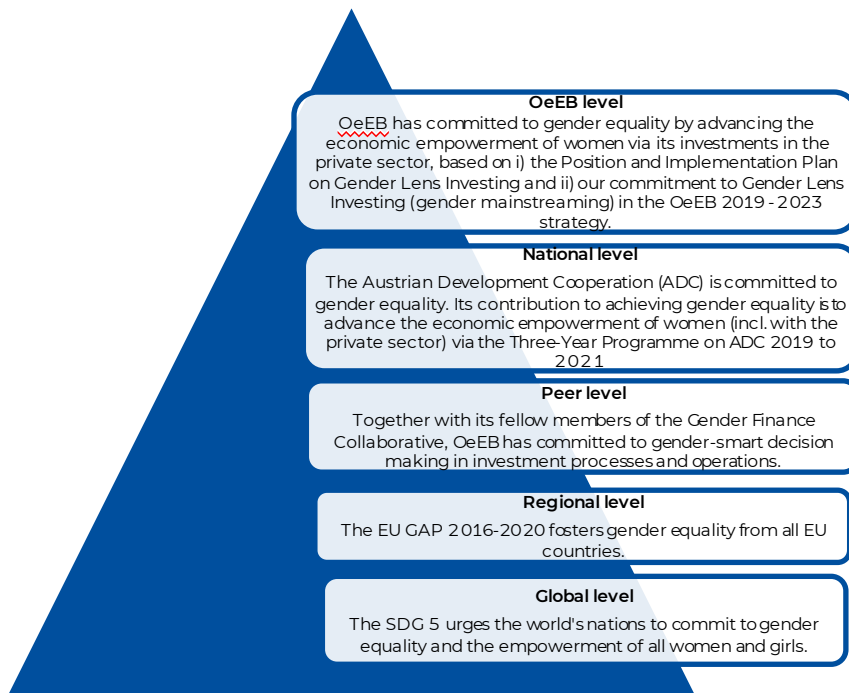 OeEB level
OeEB has committed to gender equality by advancing the
economic empowerment of women via its investments in the
private sector, based on i) the Position and Implementation Plan
on Gender Lens Investing and ii) our commitment to Gender Lens
Investing (gender mainstreaming) in the OeEB 2019 - 2023
strategy.
National level
The Austrian Development Cooperation (ADC) is committed to
gender equality. Its contribution to achieving gender equality is to
advance the economic empowerment of women (incl. with the
private sector) via the Three-Year Programme on ADC 2019 to
2021
Peer level
Together with its fellow members of the Gender Finance
Collaborative, OeEB has committed to gender-smart decision
making in investment processes and operations.
Regional level
The EU GAP 2016-2020 fosters gender equality from all EU
countries.
Global level
The SDG 5 urges the world's nations to commit to gender
equality and the empowerment of all women and girls.